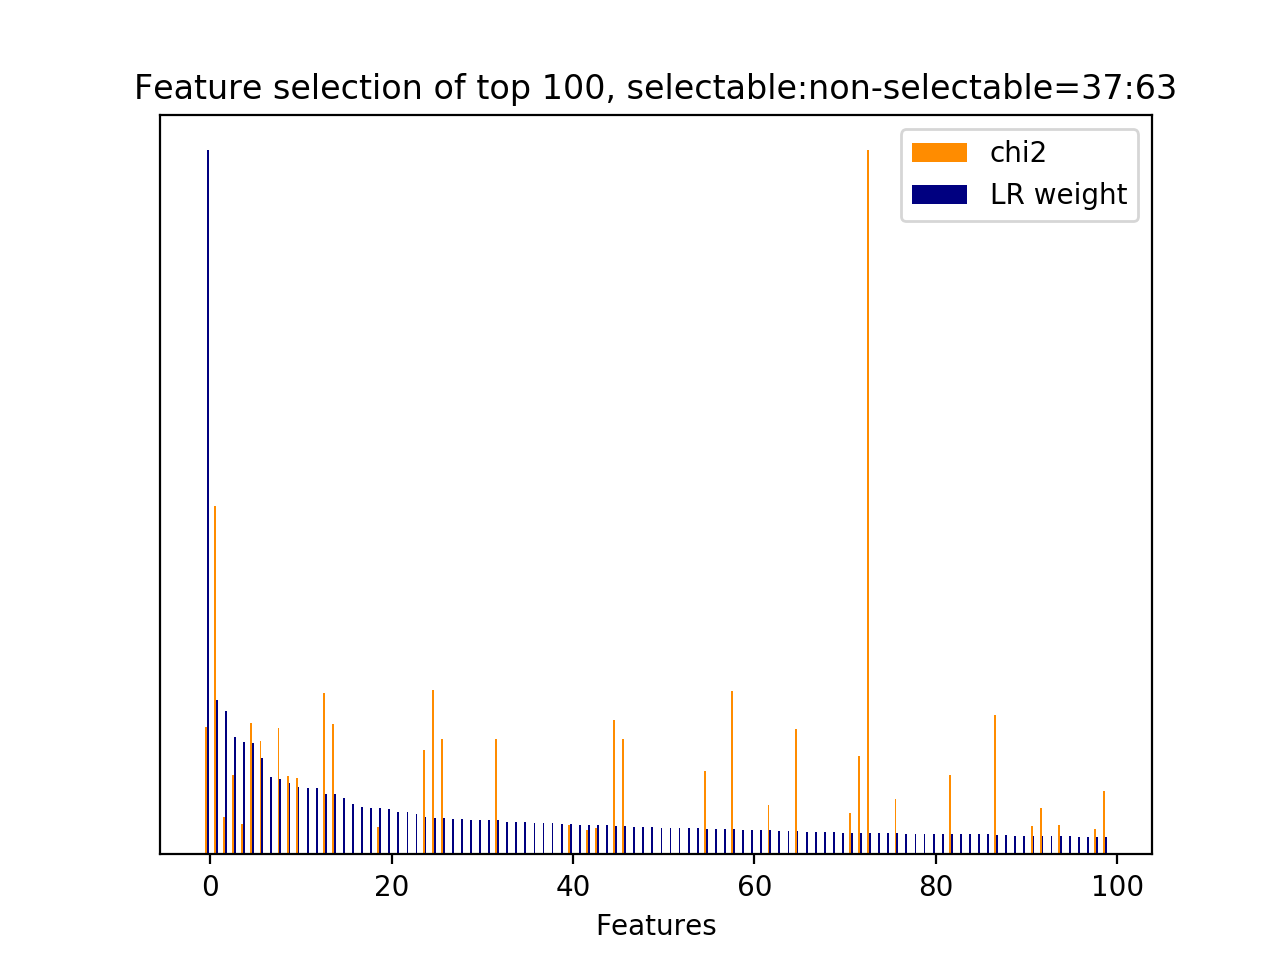 Feature selection of top 100, selectable:non-selectable=37:63
chi2
LR weight
0 20 40 60 80 100
Features